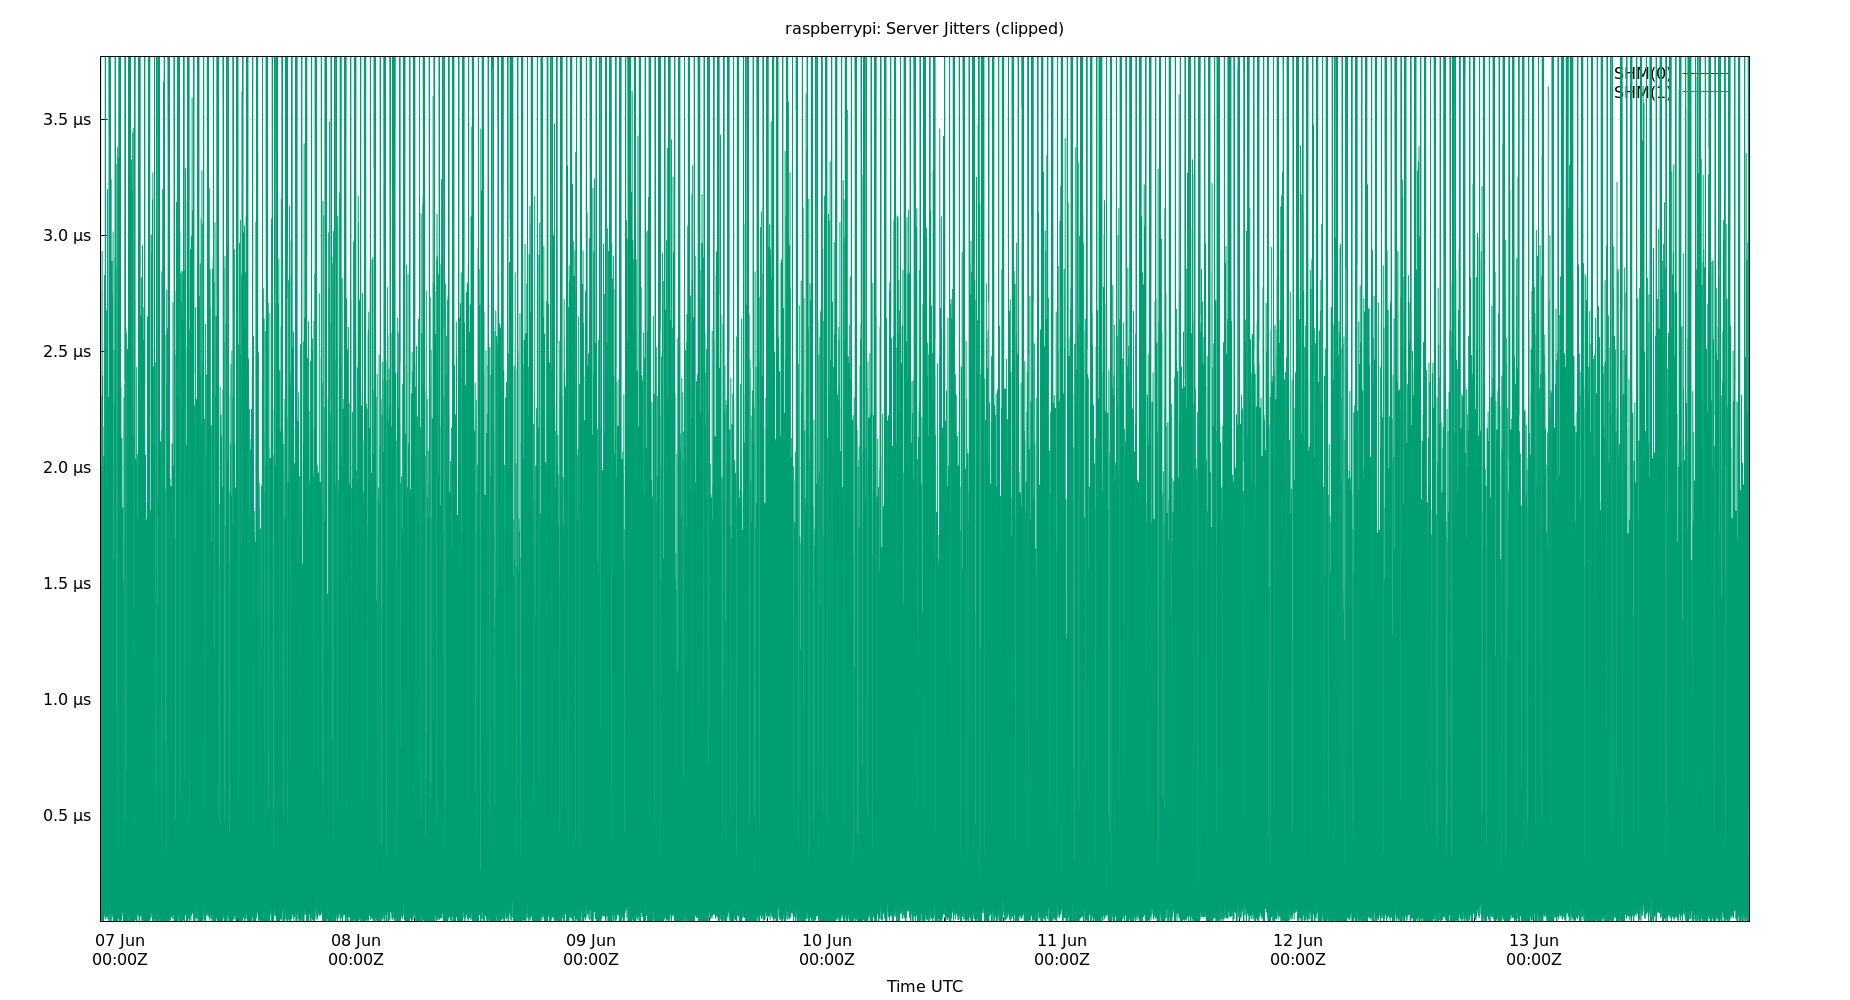 raspberrypi: Server Jitters (clipped)
SHM(0)
SHM(1)
3.5 µs
3.0 µs
2.5 µs
2.0 µs
1.5 µs
1.0 µs
0.5 µs
07 Jun 08 Jun 09 Jun 10 Jun 11 Jun 12 Jun 13 Jun
00:00Z 00:00Z 00:00Z 00:00Z 00:00Z 00:00Z 00:00Z
Time UTC